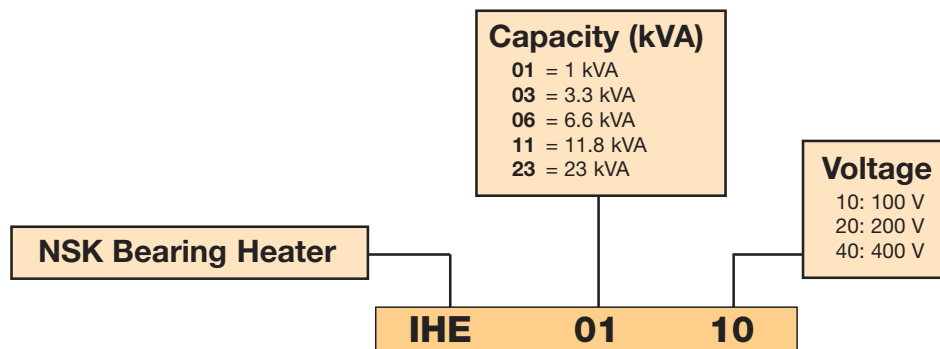 Capacity (kVA)
01 = 1 kVA
03 = 3.3 kVA
06 = 6.6 kVA
11 = 11.8 kVA
23 = 23 kVA
Voltage
10: 100 V
20: 200 V
40: 400 V
NSK Bearing Heater
IHE 01 10